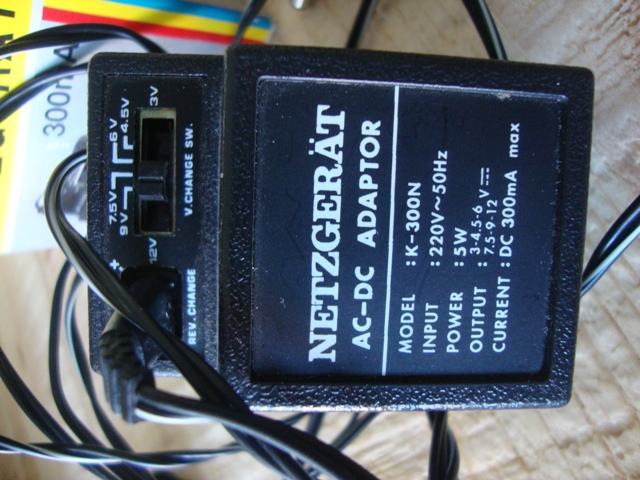 NETZGERÄT
AC-DC ADAPTOR
MODEL : K-300N
INPUT : 220V~50Hz
POWER : 5W
OUTPUT : 3-4.5-6 7.5-9-12 V
CURRENT : DC 300mA max
3V
4.5V
6V
7.5V
9V
12V
V.CHANGE SW.
+
REV.CHANGE
300m